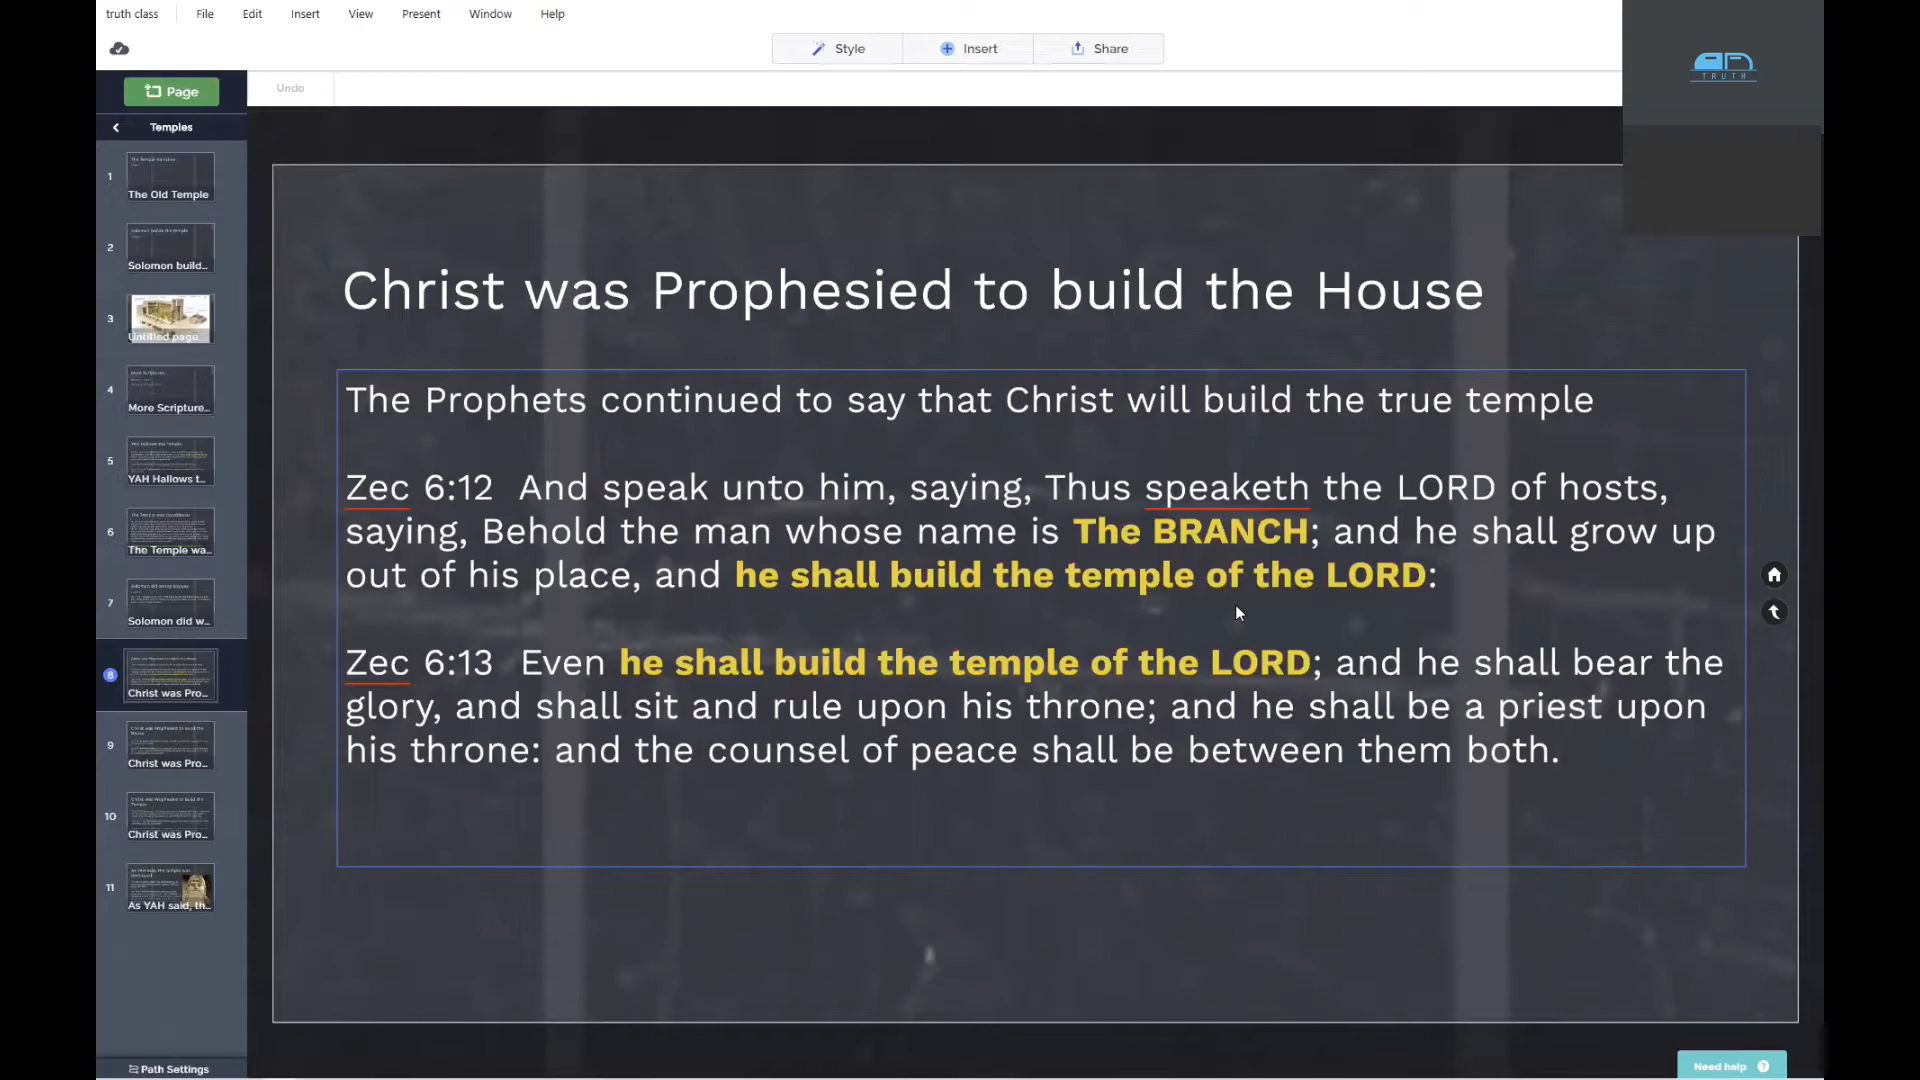 truth class File Edit Insert View Present Window Help
Style Insert Share
TRUTH
Undo
Page
Temples
1
The Old Temple
2
Solomon build...
3
Untitled page
4
More Scripture...
5
YAH Hallows t...
6
The Temple wa...
7
Solomon did w...
8
Christ was Pro...
9
Christ was Pro...
10
Christ was Pro...
11
As YAH said, th...
Path Settings
Christ was Prophesied to build the House
The Prophets continued to say that Christ will build the true temple
Zec 6:12 And speak unto him, saying, Thus speaketh the LORD of hosts,
saying, Behold the man whose name is The BRANCH; and he shall grow up
out of his place, and he shall build the temple of the LORD:
Zec 6:13 Even he shall build the temple of the LORD; and he shall bear the
glory, and shall sit and rule upon his throne; and he shall be a priest upon
his throne: and the counsel of peace shall be between them both.
Need help ?